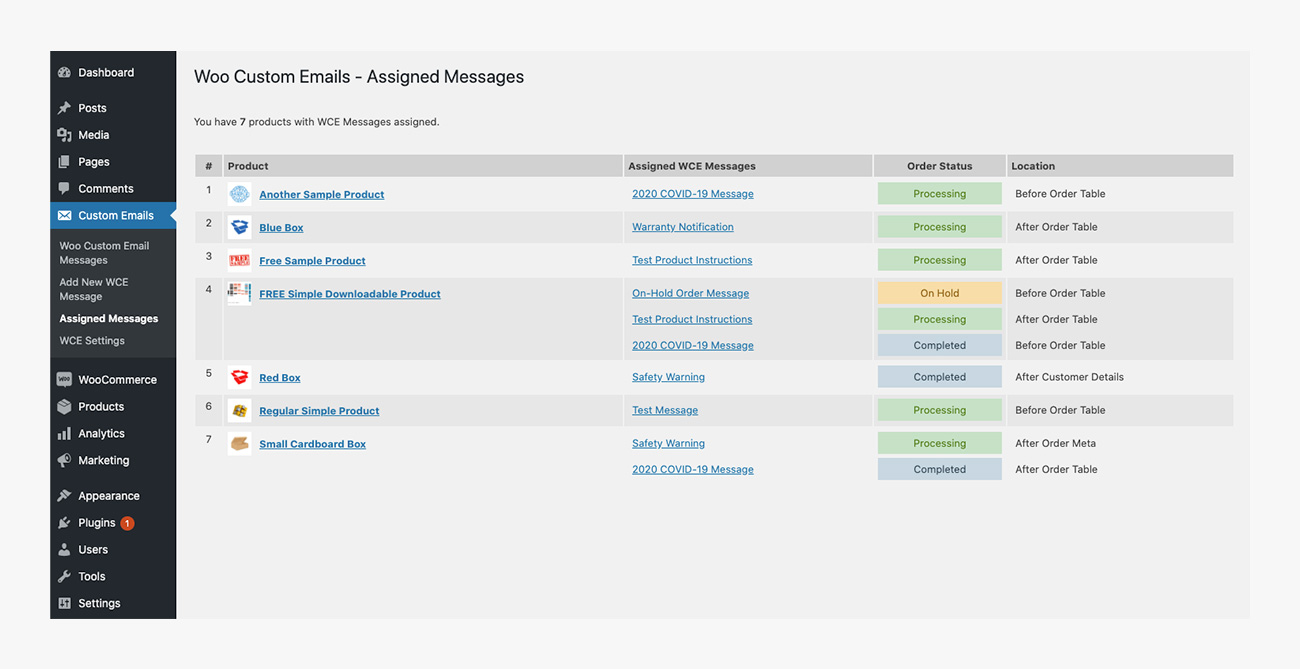 Dashboard
Posts
Media
Pages
Comments
Custom Emails
Woo Custom Email
Messages
Add New WCE
Message
Assigned Messages
WCE Settings
WOO WooCommerce
Products
Analytics
Marketing
Appearance
Plugins 1
Users
Tools
Settings
Woo Custom Emails - Assigned Messages
You have 7 products with WCE Messages assigned.
# Product Assigned WCE Messages Order Status Location
1 Another Sample Product 2020 COVID-19 Message Processing Before Order Table
2 Blue Box Warranty Notification Processing After Order Table
3 FREE Free Sample Product Test Product Instructions Processing After Order Table
4 FREE Simple Downloadable Product On-Hold Order Message On Hold Before Order Table
Test Product Instructions Processing After Order Table
2020 COVID-19 Message Completed Before Order Table
5 Red Box Safety Warning Completed After Customer Details
6 Regular Simple Product Test Message Processing Before Order Table
7 Small Cardboard Box Safety Warning Processing After Order Meta
2020 COVID-19 Message Completed After Order Table